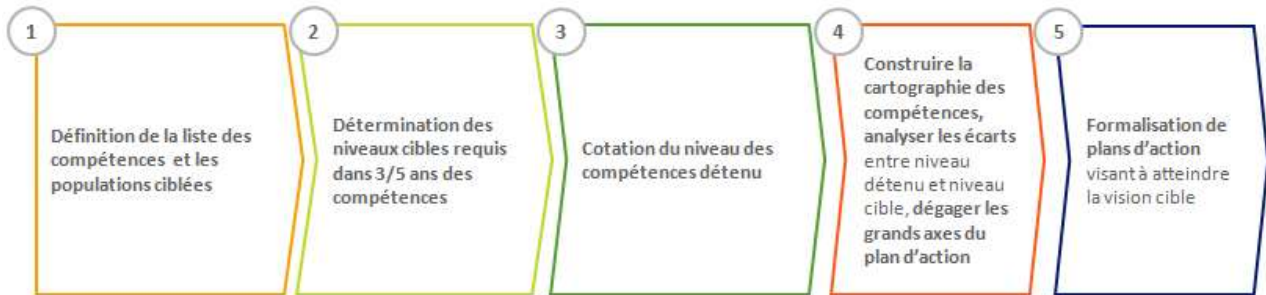 1
Définition de la liste des
compétences et les
populations ciblées
2
Détermination des
niveaux cibles requis
dans 3/5 ans des
compétences
3
Cotation du niveau des
compétences détenu
4
Construire la
cartographie des
compétences,
analyser les écarts
entre niveau
détenu et niveau
cible, dégager les
grands axes du
plan d’action
5
Formalisation de
plans d’action
visant à atteindre
la vision cible